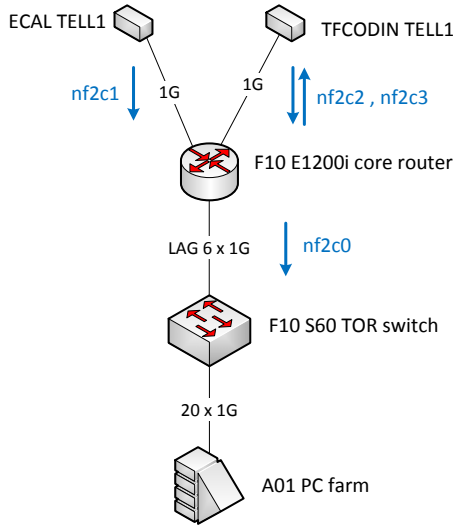 ECAL TELL1
TFCODIN TELL1
nf2c1
1G
1G
nf2c2 , nf2c3
F10 E1200i core router
LAG 6 x 1G
nf2c0
F10 S60 TOR switch
20 x 1G
A01 PC farm